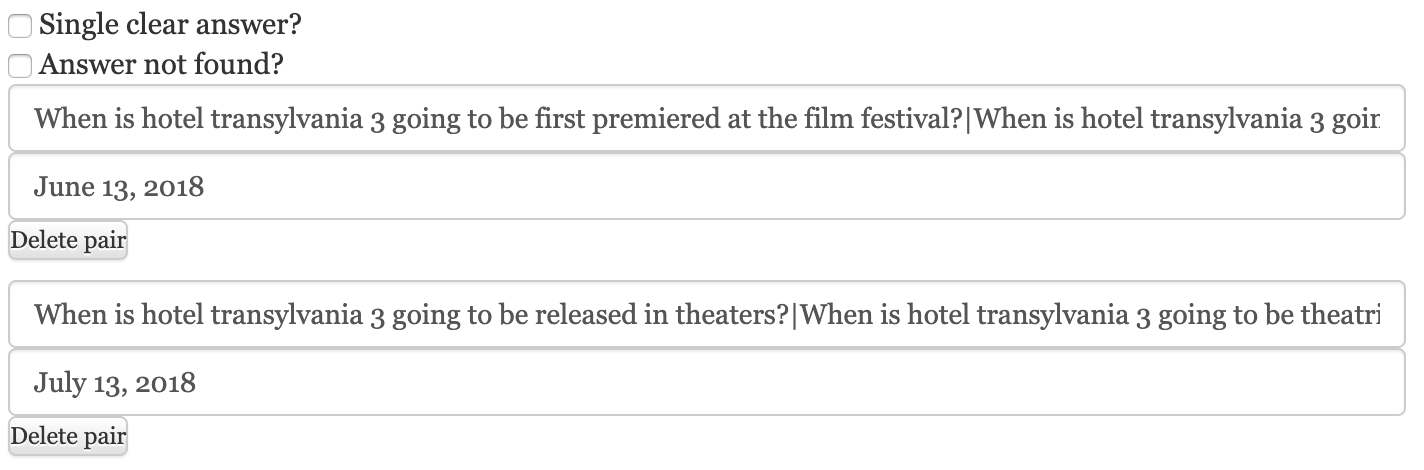 Single clear answer?
Answer not found?
When is hotel transylvania 3 going to be first premiered at the film festival?|When is hotel transylvania 3
June 13, 2018
Delete pair
When is hotel transylvania 3 going to be released in theaters?|When is hotel transylvania 3 going to be
July 13, 2018
Delete pair